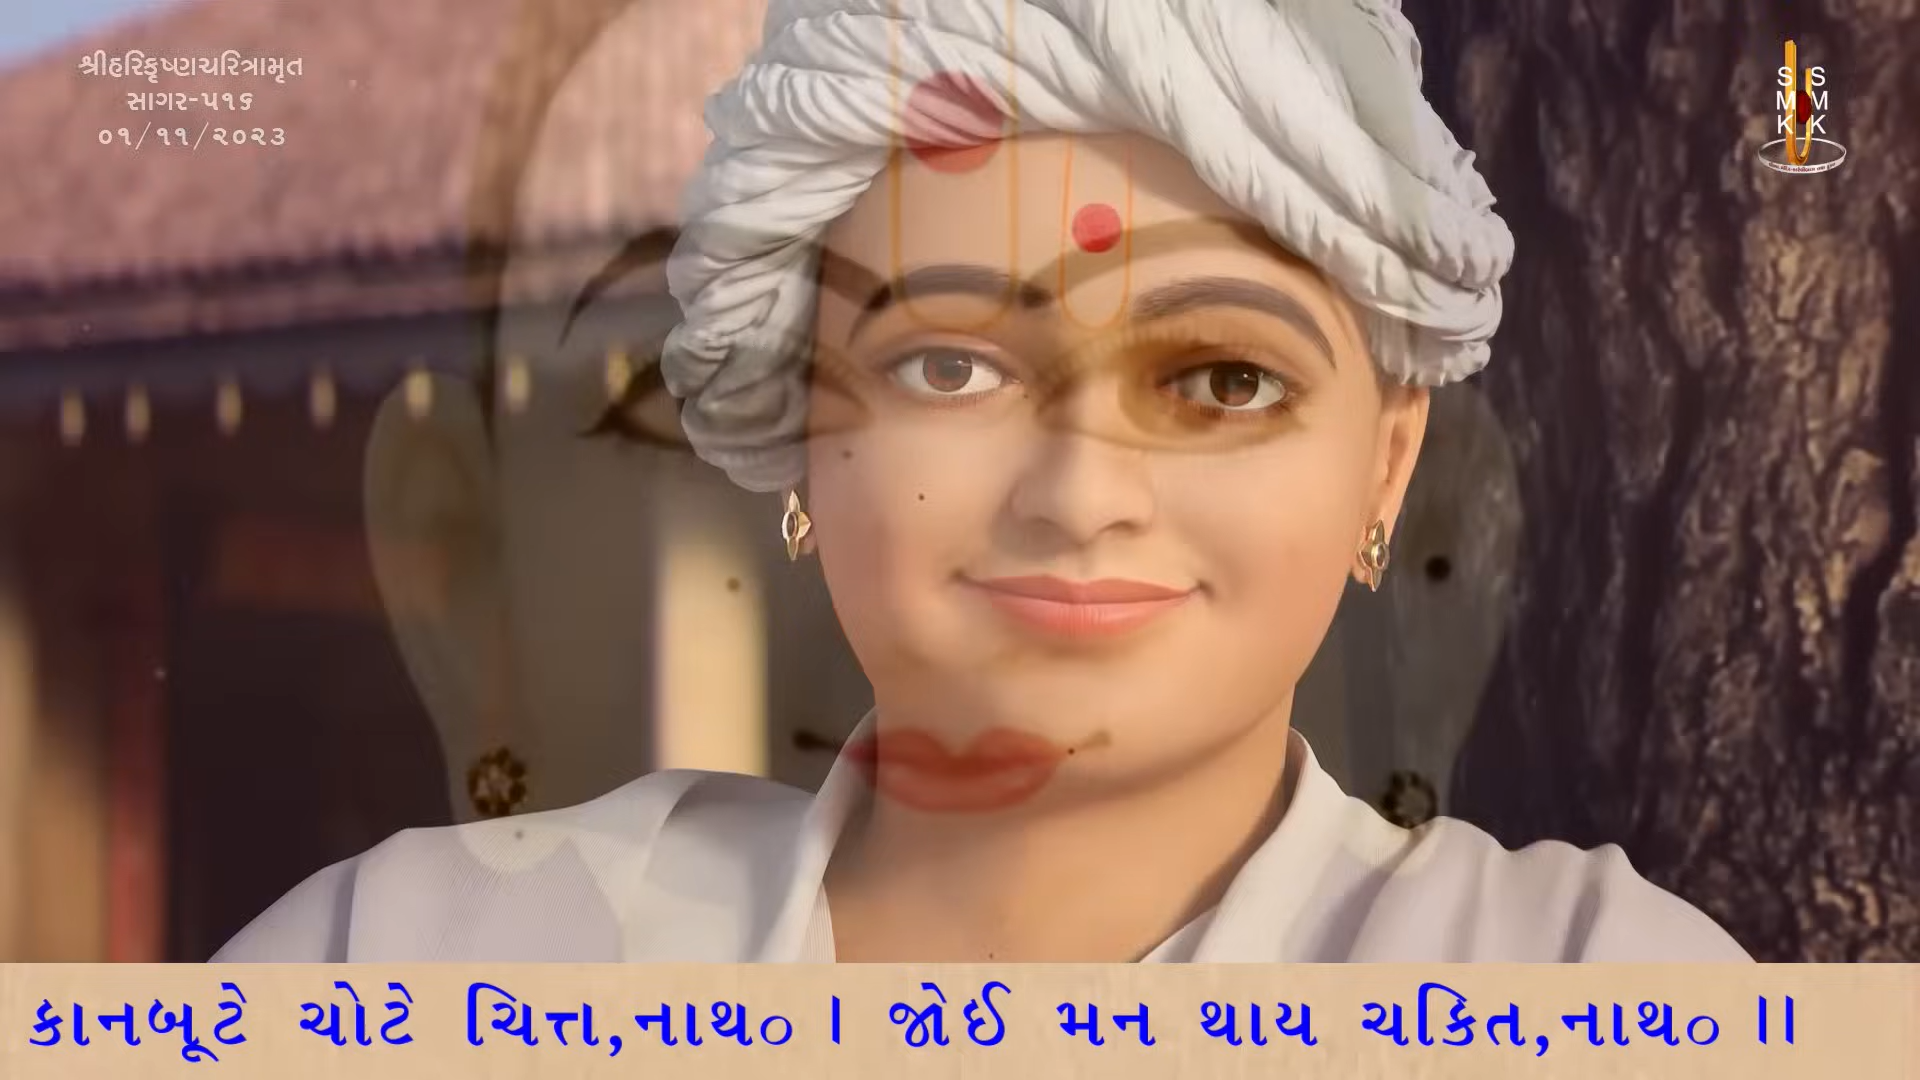 શ્રીહરિકૃષ્ણચરિત્રામૃત
સાગર-૫૧૬
૦૧/૧૧/૨૦૨૩
S S
M M
K K
કાનબૂટે ચોટે ચિત્ત,નાથ૦ । જોઈ મન થાય ચકિત,નાથ૦ ।।